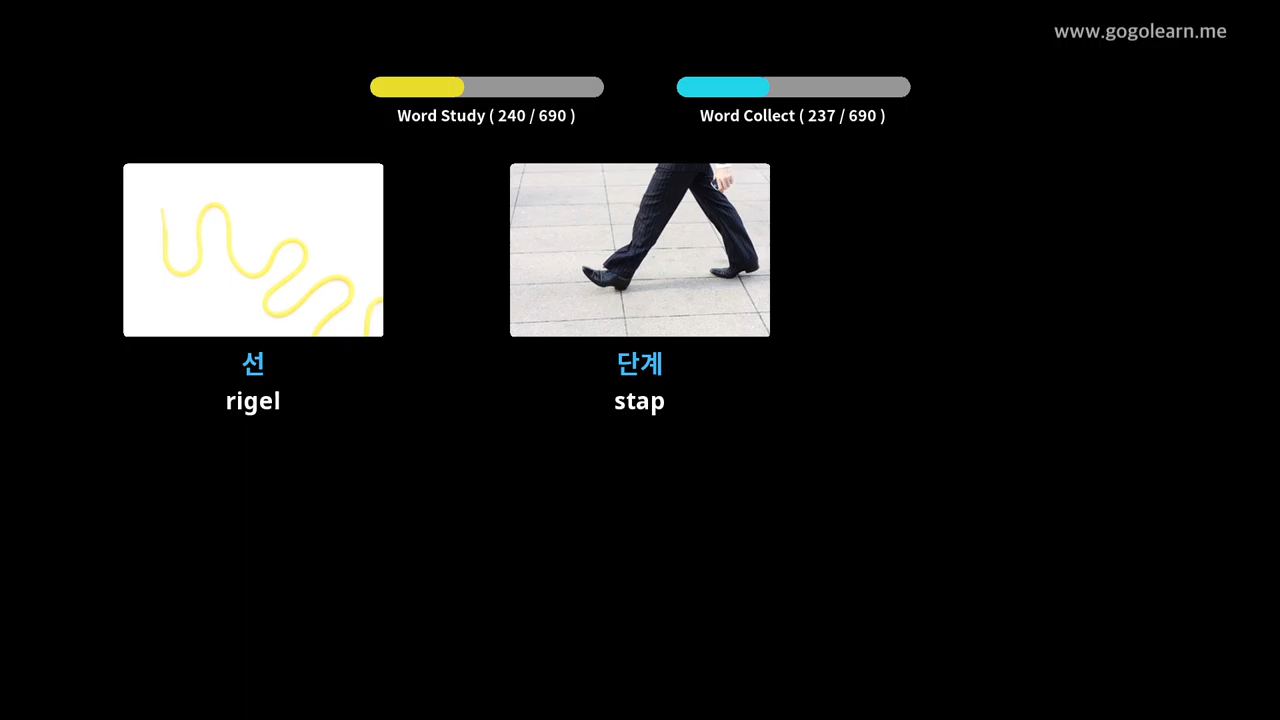 www.gogolearn.me
Word Study ( 240 / 690 )
Word Collect ( 237 / 690 )
선
rigel
단계
stap